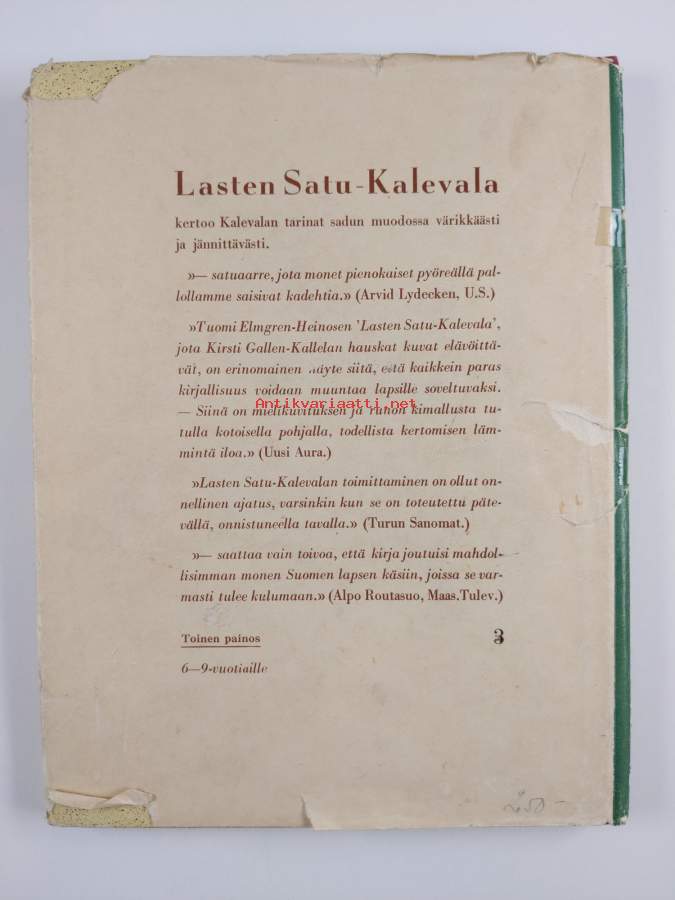 Lasten Satu-Kalevala
kertoo Kalevalan tarinat sadun muodossa värikkäästi
ja jännittävästi.
»— satuaarre, jota monet pienokaiset pyöreällä pal-
lollamme saisivat kadehtia.» (Arvid Lydecken, U.S.)
»Tuomi Elmgren-Heinosen 'Lasten Satu-Kalevala',
jota Kirsti Gallen-Kallelan hauskat kuvat elävöittä-
vät, on erinomainen näyte siitä, että kaikkein paras
kirjallisuus voidaan muuntaa lapsille soveltuvaksi.
Antikvariaatti.net
— Siinä on mielikuvituksen ja runon kimallusta tu-
tulla kotoisella pohjalla, todellista kertomisen läm-
mintä iloa.» (Uusi Aura.)
»Lasten Satu-Kalevalan toimittaminen on ollut on-
nellinen ajatus, varsinkin kun se on toteutettu päte-
vällä, onnistuneella tavalla.» (Turun Sanomat.)
»— saattaa vain toivoa, että kirja joutuisi mahdol-
lisimman monen Suomen lapsen käsiin, joissa se var-
masti tulee kulumaan.» (Alpo Routasuo, Maas.Tulev.)
Toinen painos 3
6—9-vuotiaille
250-